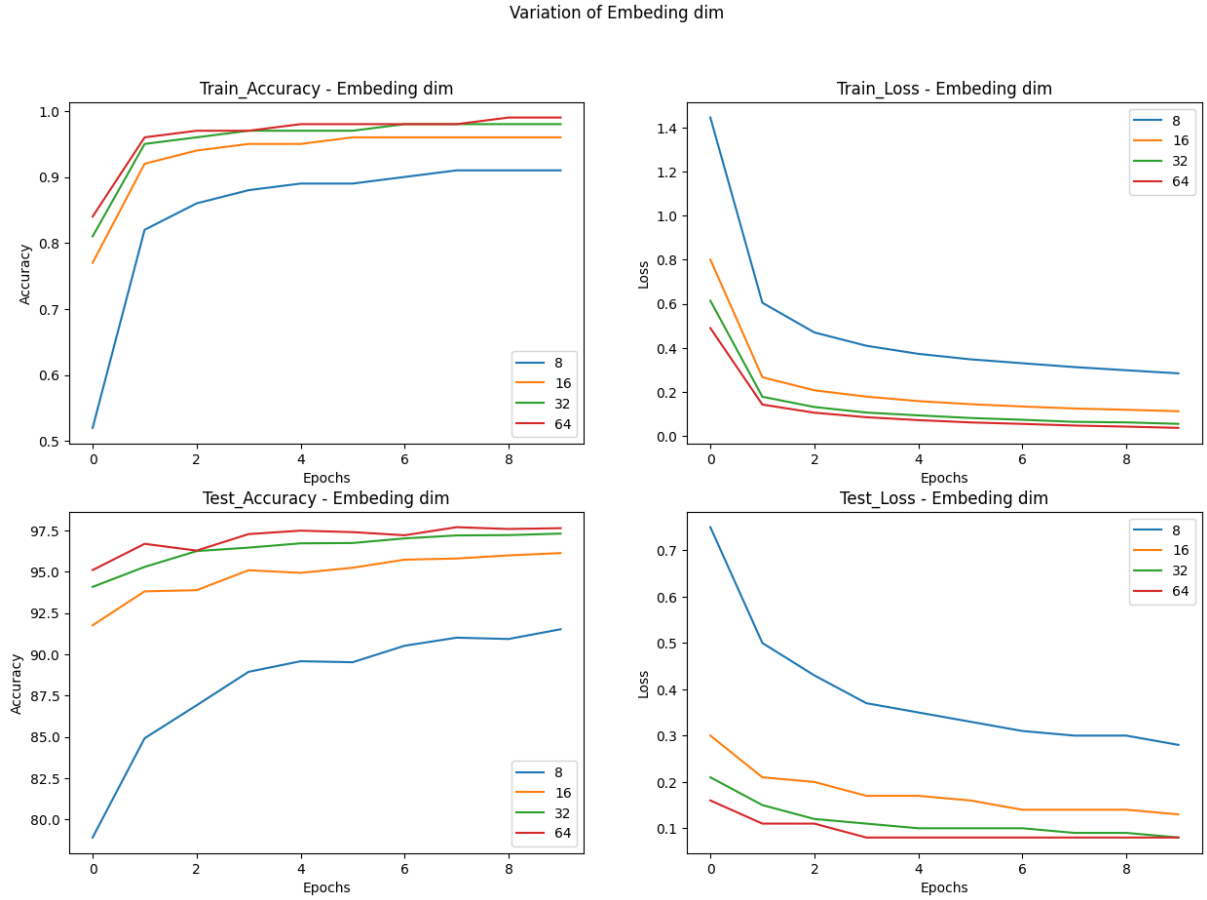 Variation of Embeding dim
Train_Accuracy - Embeding dim
1.0
0.9
0.8
0.7
0.6
0.5
Accuracy
0 2 4 6 8
Epochs
8
16
32
64
Train_Loss - Embeding dim
1.4
1.2
1.0
0.8
0.6
0.4
0.2
0.0
Loss
0 2 4 6 8
Epochs
8
16
32
64
Test_Accuracy - Embeding dim
97.5
95.0
92.5
90.0
87.5
85.0
82.5
80.0
Accuracy
0 2 4 6 8
Epochs
8
16
32
64
Test_Loss - Embeding dim
0.7
0.6
0.5
0.4
0.3
0.2
0.1
Loss
0 2 4 6 8
Epochs
8
16
32
64